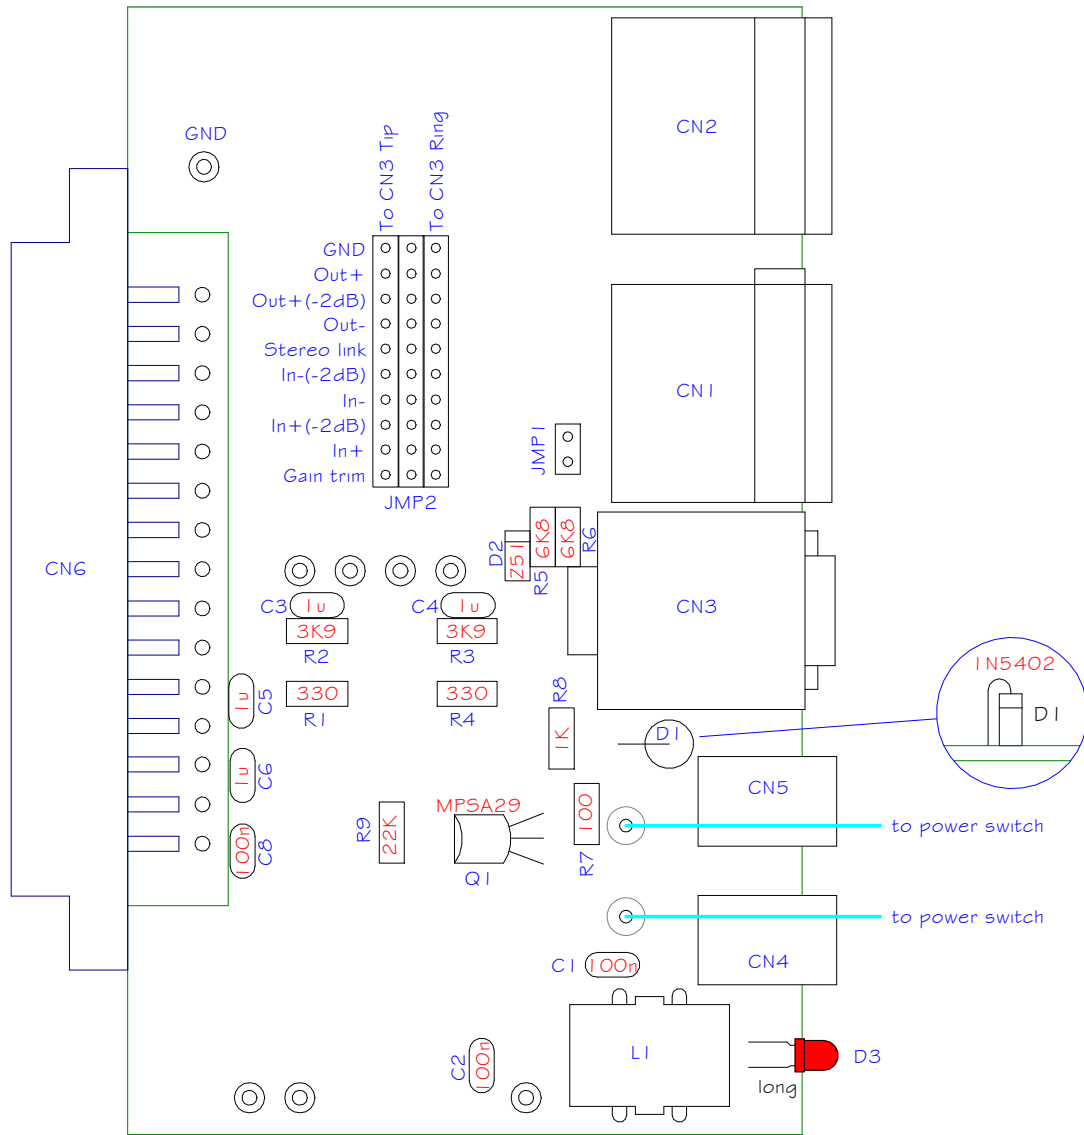 CN2
GND
To CN3 Tip
To CN3 Ring
GND
Out+
Out+(-2dB)
Out-
Stereo link
In-(-2dB)
In-
In+(-2dB)
In+
Gain trim
JMP2
CN1
JMP1
D2
Z51
6K8
6K8
R5
R6
CN6
CN3
C3
1u
C4
1u
3K9
3K9
R2
R3
1N5402
D1
C5
1u
330
330
R1
R4
R8
1K
D1
C6
1u
CN5
MPSA29
R9
22K
100
R7
to power switch
C8
100n
Q1
to power switch
C1
100n
CN4
L1
D3
C2
100n
long